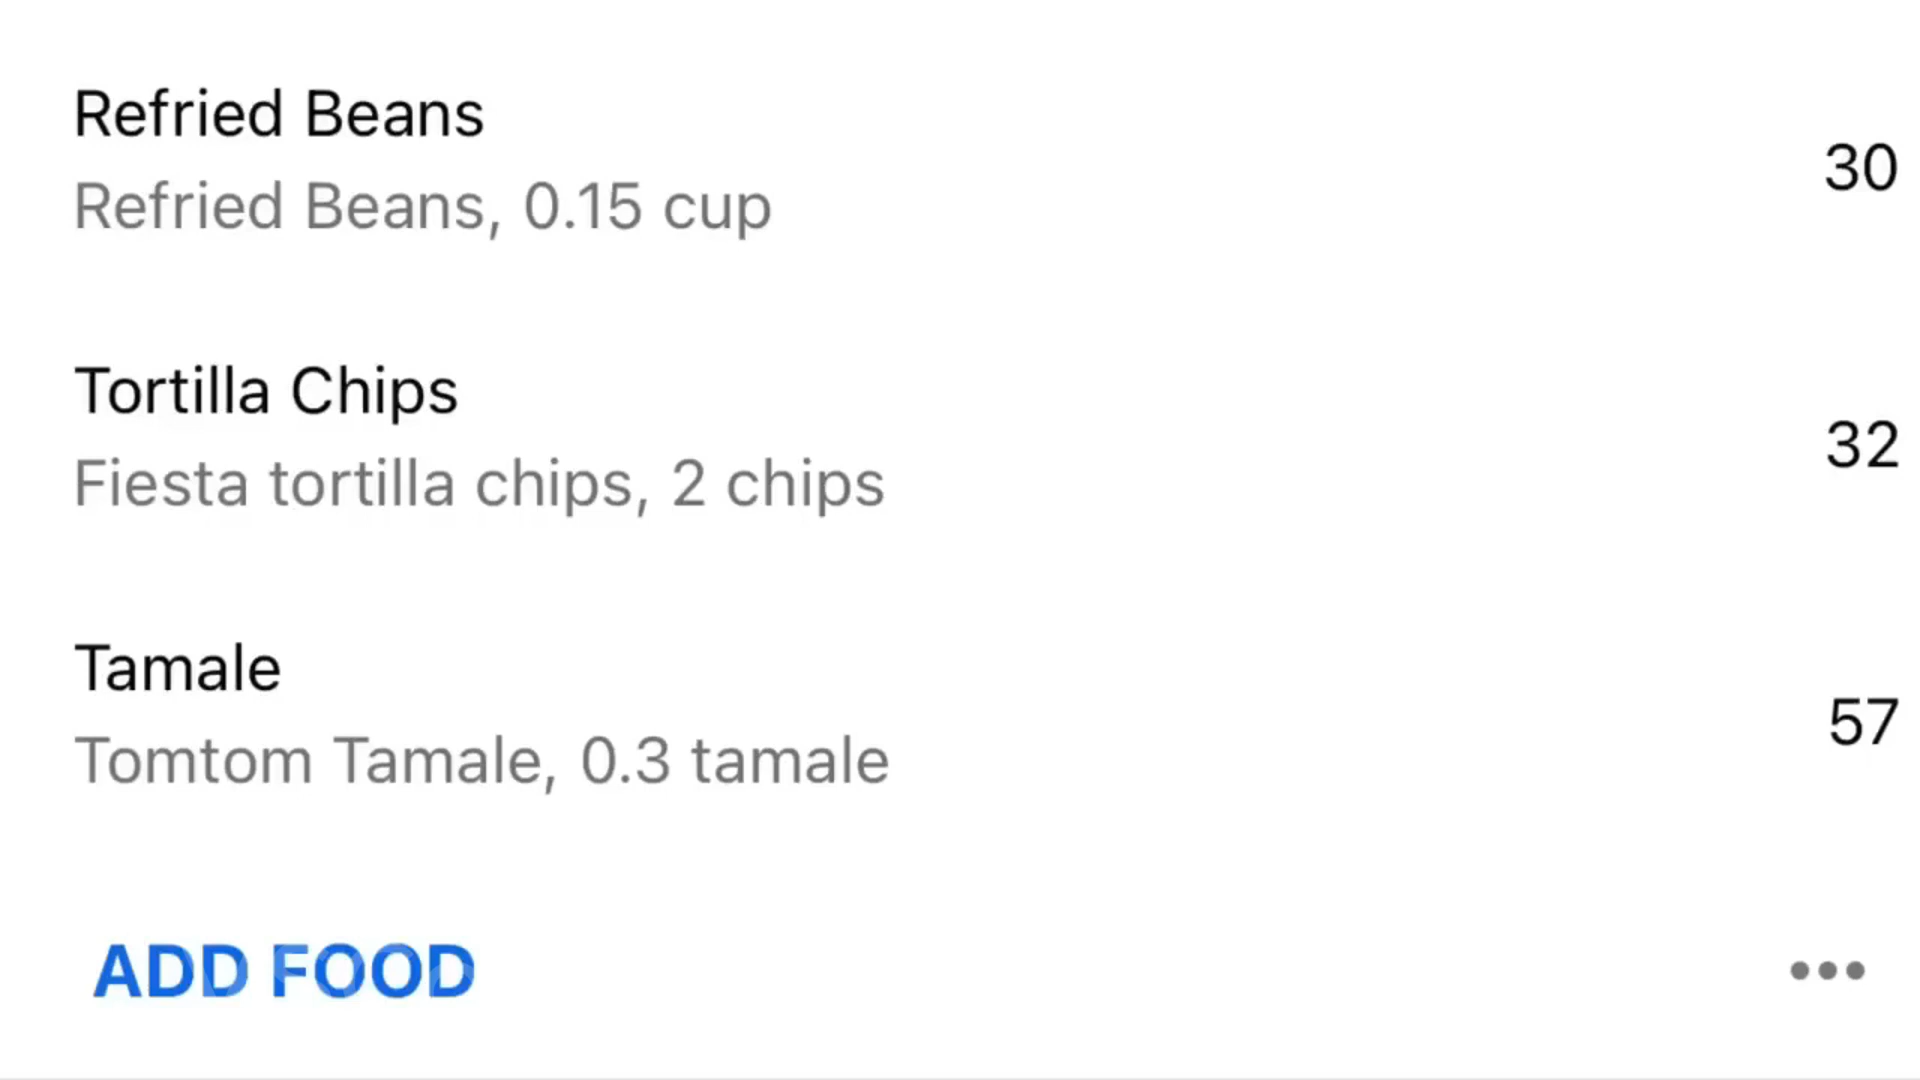 Refried Beans
Refried Beans, 0.15 cup
30
Tortilla Chips
Fiesta tortilla chips, 2 chips
32
Tamale
Tomtom Tamale, 0.3 tamale
57
ADD FOOD